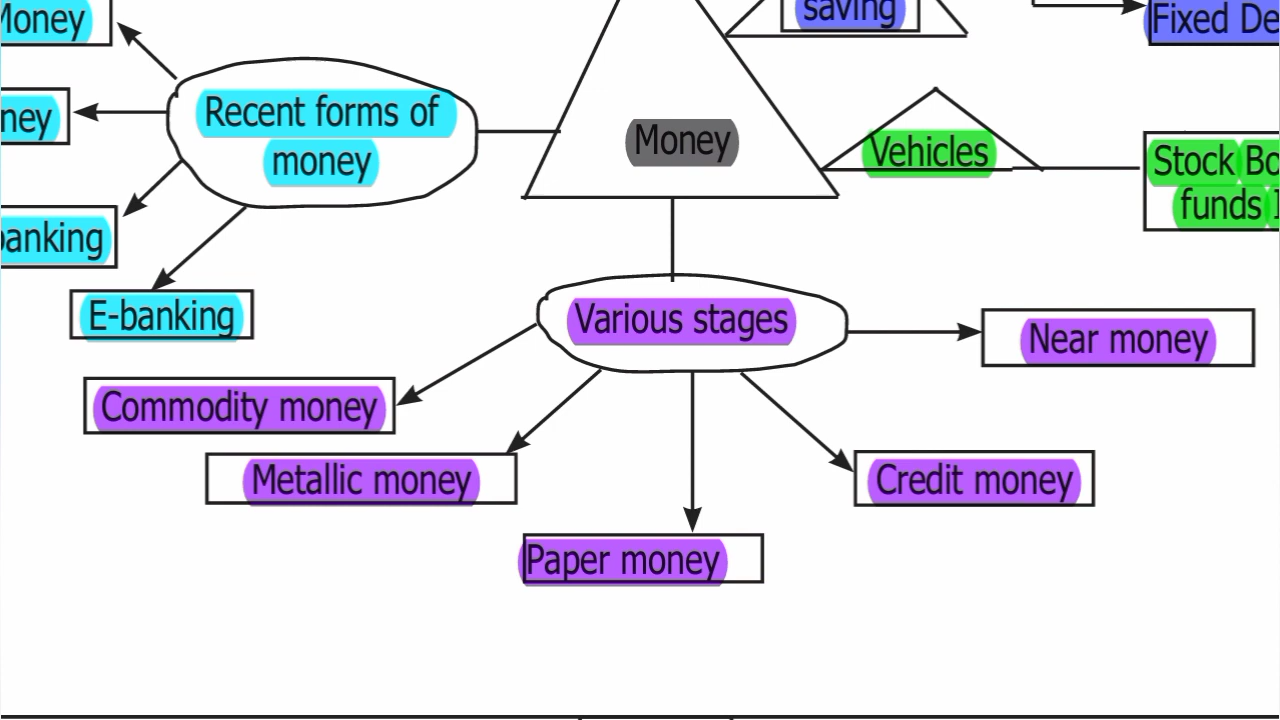 saving
Money
Fixed De
Recent forms of
money
ney
Money
Vehicles
Stock Bo
funds
banking
E-banking
Various stages
Near money
Commodity money
Metallic money
Credit money
Paper money